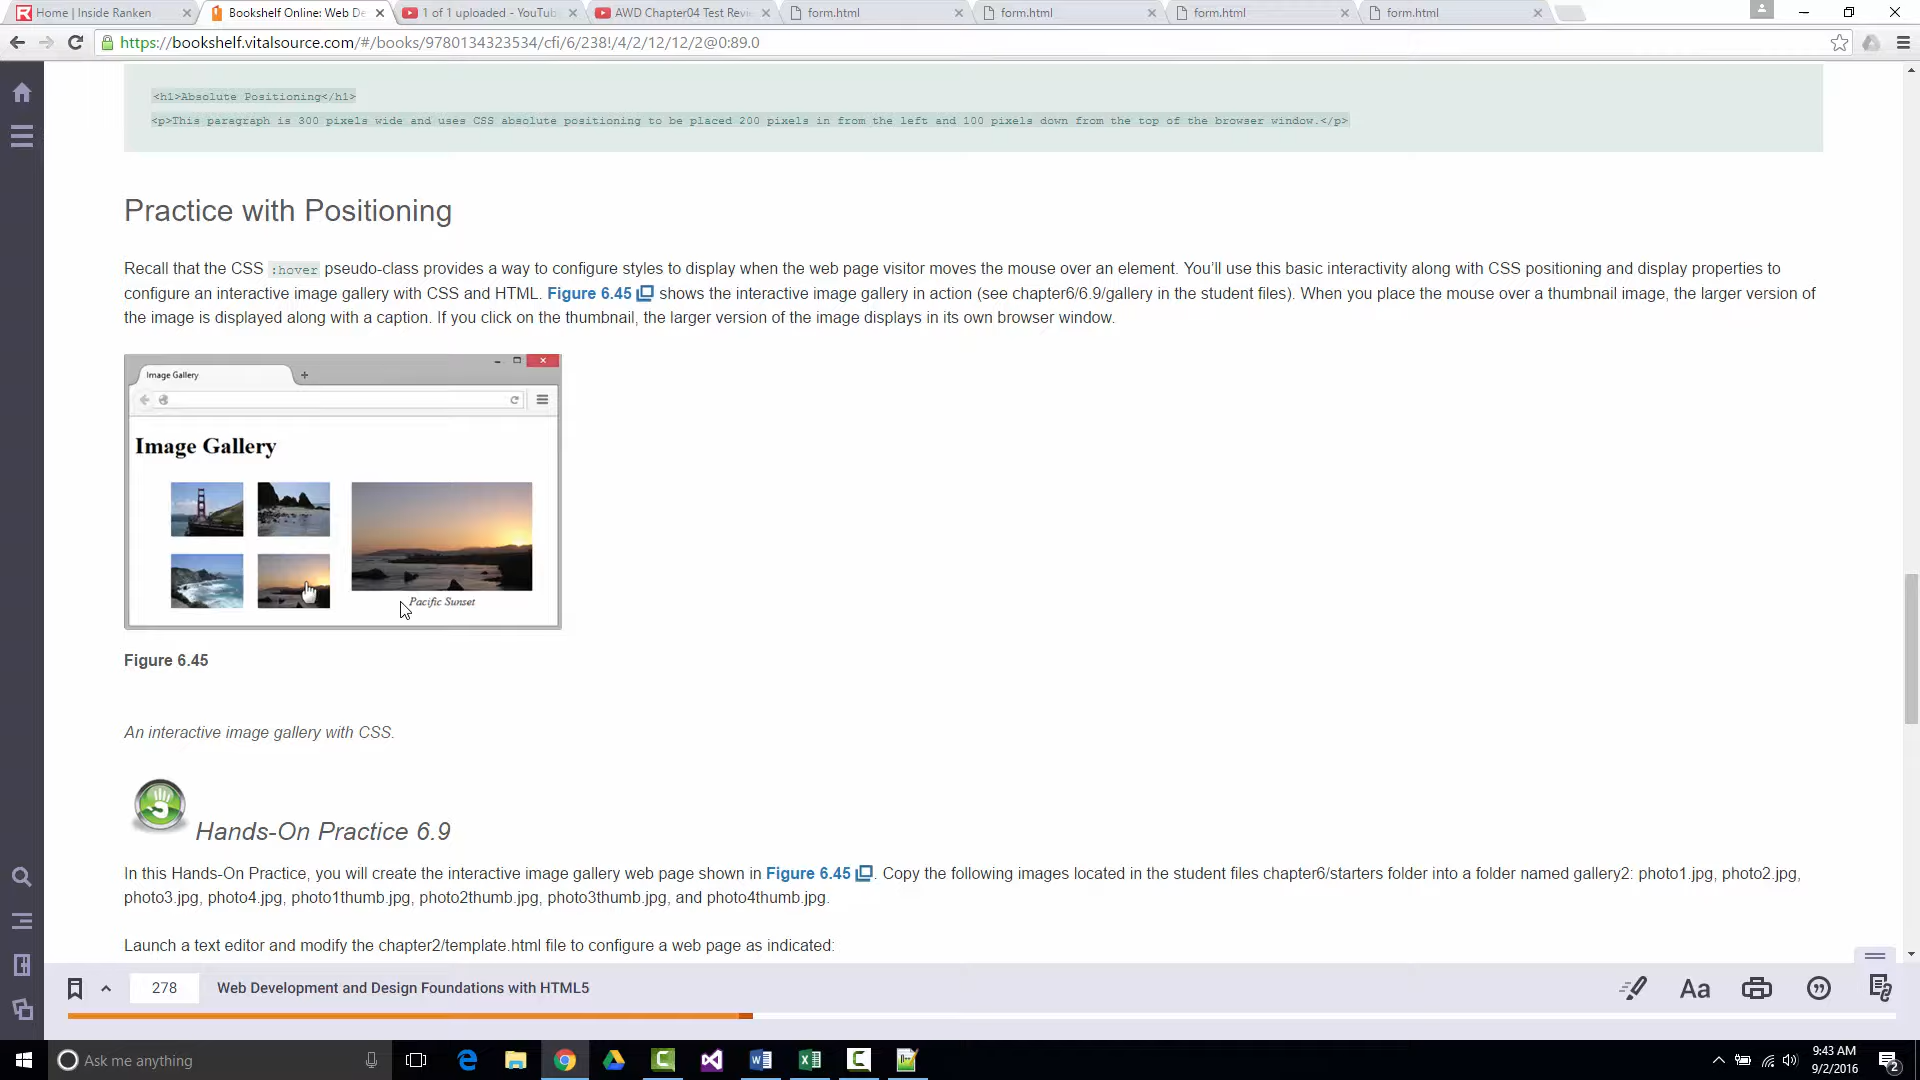 Home | Inside Ranken
Bookshelf Online: Web De
1 of 1 uploaded - YouTub
AWD Chapter04 Test Revi
form.html
form.html
form.html
form.html
https://bookshelf.vitalsource.com/#/books/9780134323534/cfi/6/238!/4/2/12/12/2@0:89.0
<h1>Absolute Positioning</h1>
<p>This paragraph is 300 pixels wide and uses CSS absolute positioning to be placed 200 pixels in from the left and 100 pixels down from the top of the browser window.</p>
Practice with Positioning
Recall that the CSS :hover pseudo-class provides a way to configure styles to display when the web page visitor moves the mouse over an element. You'll use this basic interactivity along with CSS positioning and display properties to
configure an interactive image gallery with CSS and HTML. Figure 6.45 shows the interactive image gallery in action (see chapter6/6.9/gallery in the student files). When you place the mouse over a thumbnail image, the larger version of
the image is displayed along with a caption. If you click on the thumbnail, the larger version of the image displays in its own browser window.
Image Gallery
Image Gallery
Pacific Sunset
Figure 6.45
An interactive image gallery with CSS.
Hands-On Practice 6.9
In this Hands-On Practice, you will create the interactive image gallery web page shown in Figure 6.45. Copy the following images located in the student files chapter6/starters folder into a folder named gallery2: photo1.jpg, photo2.jpg,
photo3.jpg, photo4.jpg, photo1thumb.jpg, photo2thumb.jpg, photo3thumb.jpg, and photo4thumb.jpg.
Launch a text editor and modify the chapter2/template.html file to configure a web page as indicated:
278
Web Development and Design Foundations with HTML5
Aa
Ask me anything
9:43 AM
9/2/2016
2